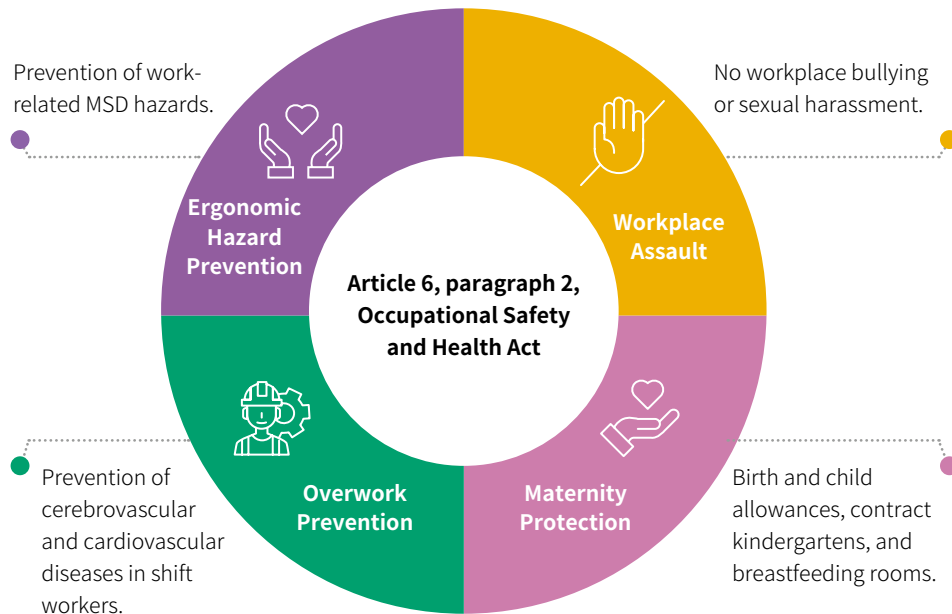 Prevention of work-
related MSD hazards.
No workplace bullying
or sexual harassment.
Ergonomic
Hazard
Prevention
Workplace
Assault
Article 6, paragraph 2,
Occupational Safety
and Health Act
Overwork
Prevention
Maternity
Protection
Prevention of
cerebrovascular
and cardiovascular
diseases in shift
workers.
Birth and child
allowances, contract
kindergartens, and
breastfeeding rooms.